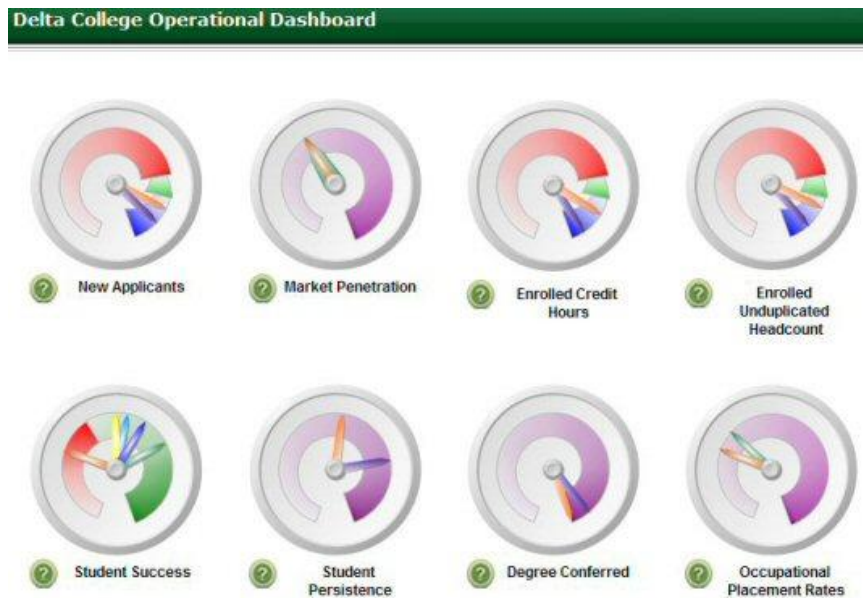 Delta College Operational Dashboard
? New Applicants
? Market Penetration
? Enrolled Credit
Hours
? Enrolled
Unduplicated
Headcount
? Student Success
? Student
Persistence
? Degree Conferred
? Occupational
Placement Rates